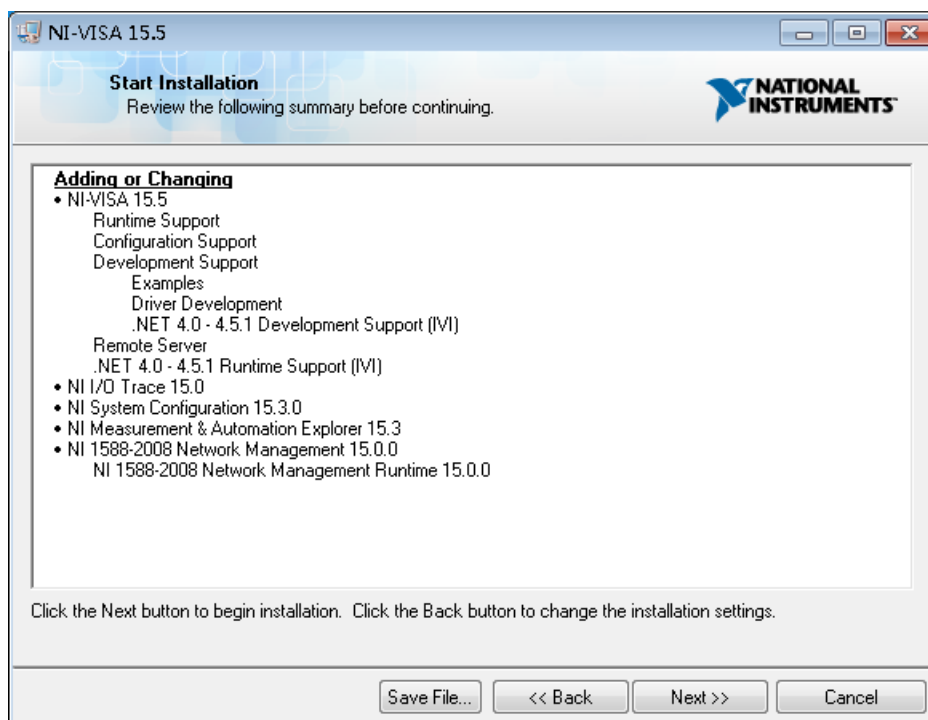 NI-VISA 15.5
Start Installation
Review the following summary before continuing.
NATIONAL
INSTRUMENTS™
Adding or Changing
• NI-VISA 15.5
Runtime Support
Configuration Support
Development Support
Examples
Driver Development
.NET 4.0 - 4.5.1 Development Support (IVI)
Remote Server
.NET 4.0 - 4.5.1 Runtime Support (IVI)
• NI I/O Trace 15.0
• NI System Configuration 15.3.0
• NI Measurement & Automation Explorer 15.3
• NI 1588-2008 Network Management 15.0.0
NI 1588-2008 Network Management Runtime 15.0.0
Click the Next button to begin installation.  Click the Back button to change the installation settings.
Save File...
<< Back
Next >>
Cancel